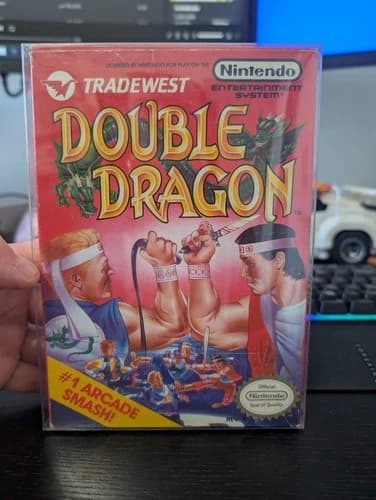 LICENSED BY NINTENDO FOR PLAY ON THE
Nintendo
ENTERTAINMENT
SYSTEM
TRADEWEST
DOUBLE
DRAGON
TM
#1 ARCADE
SMASH!
Official
Nintendo
Seal of Quality